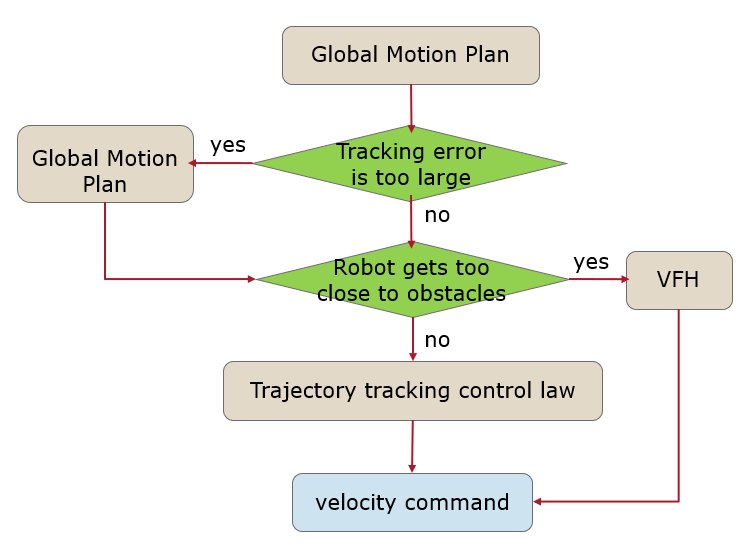 Global Motion Plan
yes
Tracking error
is too large
Global Motion
Plan
no
Robot gets too
close to obstacles
yes
VFH
no
Trajectory tracking control law
velocity command